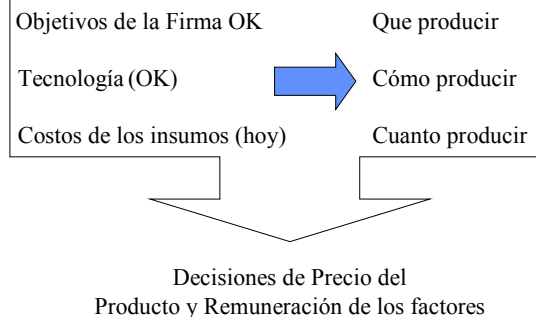 Objetivos de la Firma OK
Que producir
Tecnología (OK)
Cómo producir
Costos de los insumos (hoy)
Cuanto producir
Decisiones de Precio del
Producto y Remuneración de los factores